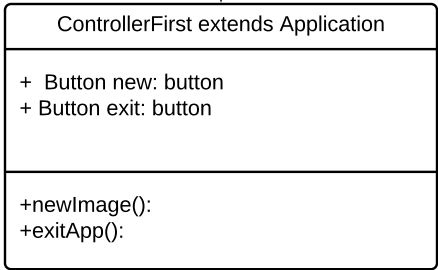 ControllerFirst extends Application
+ Button new: button
+ Button exit: button
+newImage():
+exitApp():